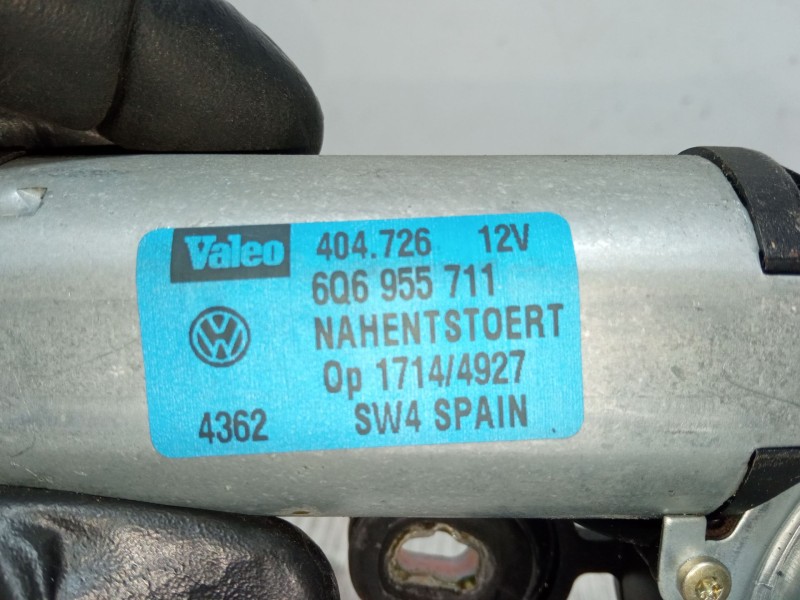 Valeo 404.726 12V
6Q6 955 711
NAHENTSTOERT
Op 1714/4927
4362 SW4 SPAIN